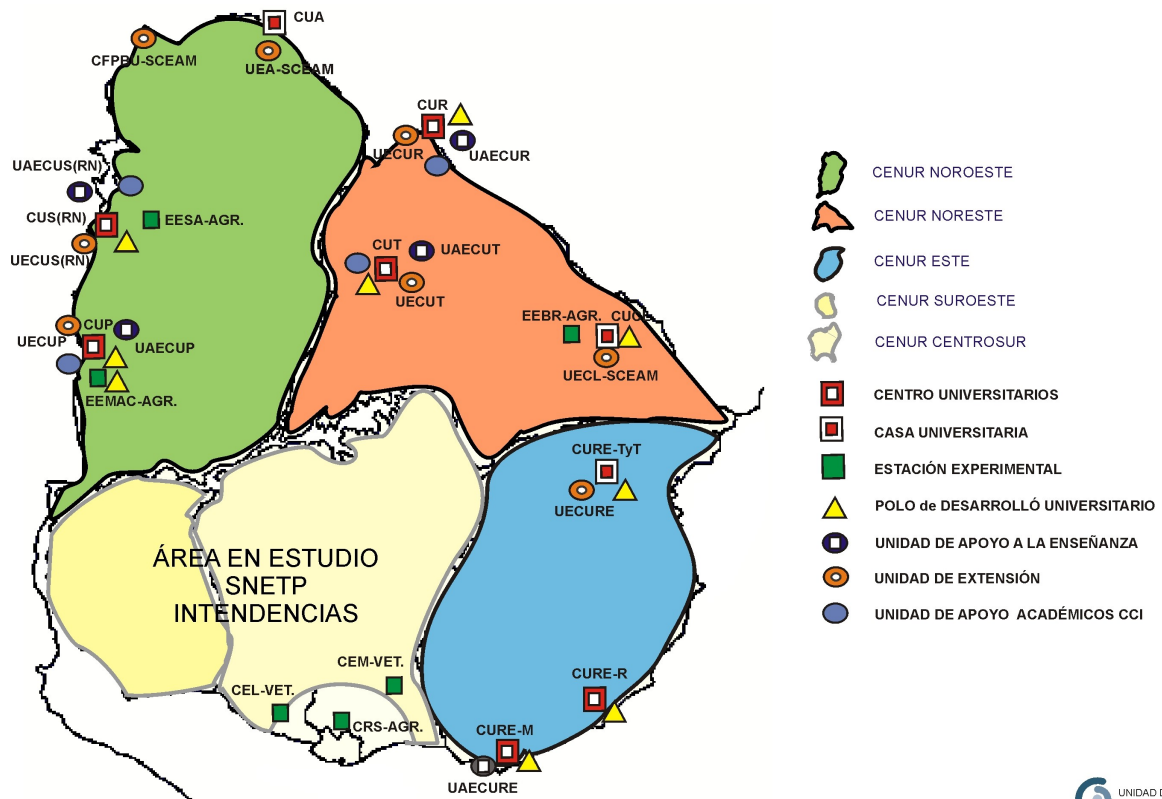 CUA
CFPBU-SCEAM
UEA-SCEAM
CUR
UECUR
UAECUR
UAECUS(RN)
CUS(RN)
EESA-AGR.
UECUS(RN)
CUT
UAECUT
UECUT
EEBR-AGR.
UECL-SCEAM
CUP
UECUP
UAECUP
EEMAC-AGR.
CURE-TyT
UECURE
ÁREA EN ESTUDIO
SNETP
INTENDENCIAS
CEM-VET.
CEL-VET.
CRS-AGR.
CURE-R
CURE-M
UAECURE
CENUR NOROESTE
CENUR NORESTE
CENUR ESTE
CENUR SUROESTE
CENUR CENTROSUR
CENTRO UNIVERSITARIOS
CASA UNIVERSITARIA
ESTACIÓN EXPERIMENTAL
POLO de DESARROLLÓ UNIVERSITARIO
UNIDAD DE APOYO A LA ENSEÑANZA
UNIDAD DE EXTENSIÓN
UNIDAD DE APOYO ACADÉMICOS CCI
UNIDAD